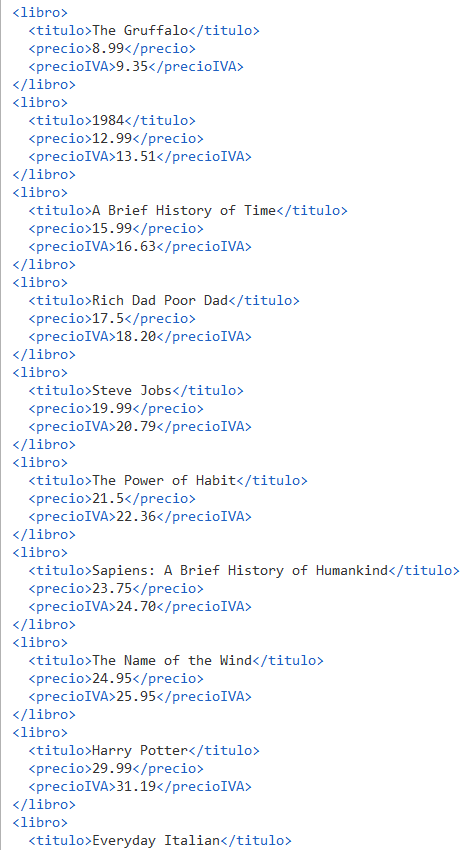 <libro>
<titulo>The Gruffalo</titulo>
<precio>8.99</precio>
<precioIVA>9.35</precioIVA>
</libro>
<libro>
<titulo>1984</titulo>
<precio>12.99</precio>
<precioIVA>13.51</precioIVA>
</libro>
<libro>
<titulo>A Brief History of Time</titulo>
<precio>15.99</precio>
<precioIVA>16.63</precioIVA>
</libro>
<libro>
<titulo>Rich Dad Poor Dad</titulo>
<precio>17.5</precio>
<precioIVA>18.20</precioIVA>
</libro>
<libro>
<titulo>Steve Jobs</titulo>
<precio>19.99</precio>
<precioIVA>20.79</precioIVA>
</libro>
<libro>
<titulo>The Power of Habit</titulo>
<precio>21.5</precio>
<precioIVA>22.36</precioIVA>
</libro>
<libro>
<titulo>Sapiens: A Brief History of Humankind</titulo>
<precio>23.75</precio>
<precioIVA>24.70</precioIVA>
</libro>
<libro>
<titulo>The Name of the Wind</titulo>
<precio>24.95</precio>
<precioIVA>25.95</precioIVA>
</libro>
<libro>
<titulo>Harry Potter</titulo>
<precio>29.99</precio>
<precioIVA>31.19</precioIVA>
</libro>
<libro>
<titulo>Everyday Italian</titulo>